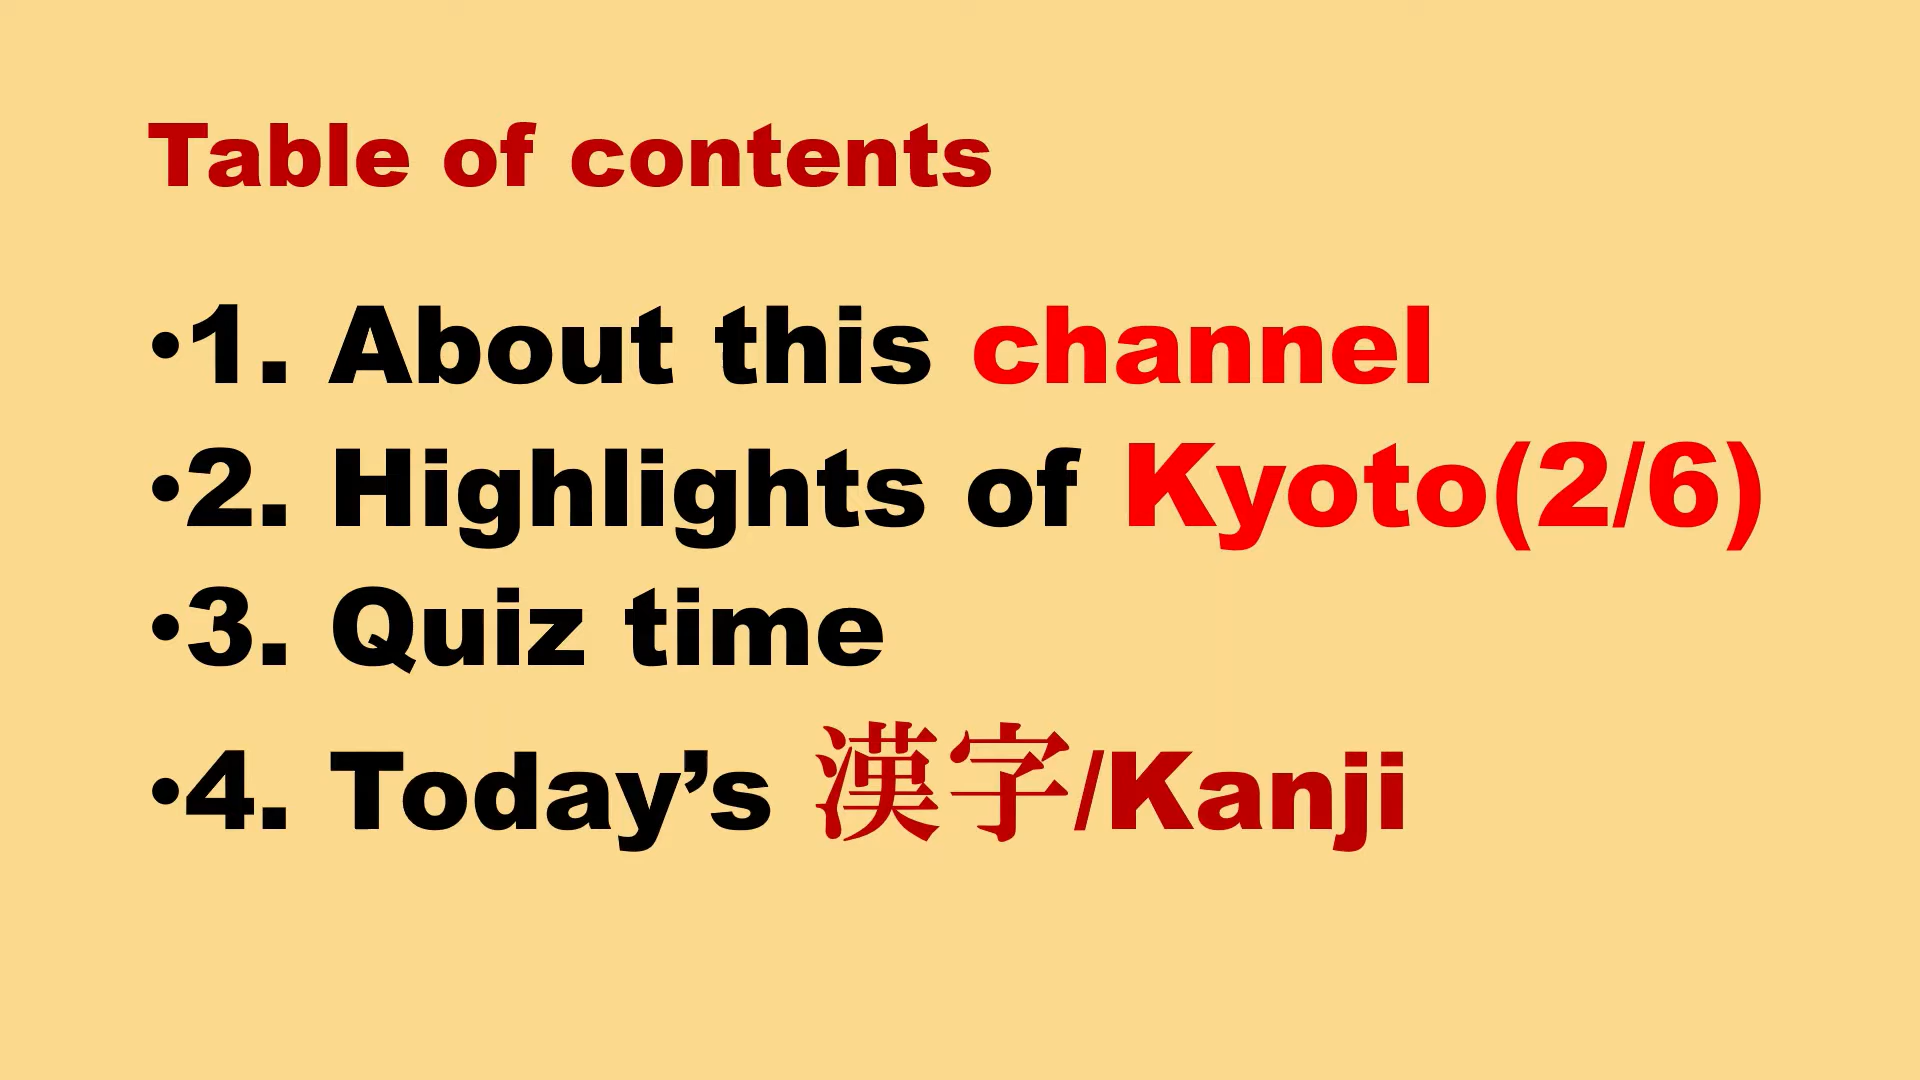 Table of contents
•1. About this channel
•2. Highlights of Kyoto(2/6)
•3. Quiz time
•4. Today’s 漢字/Kanji